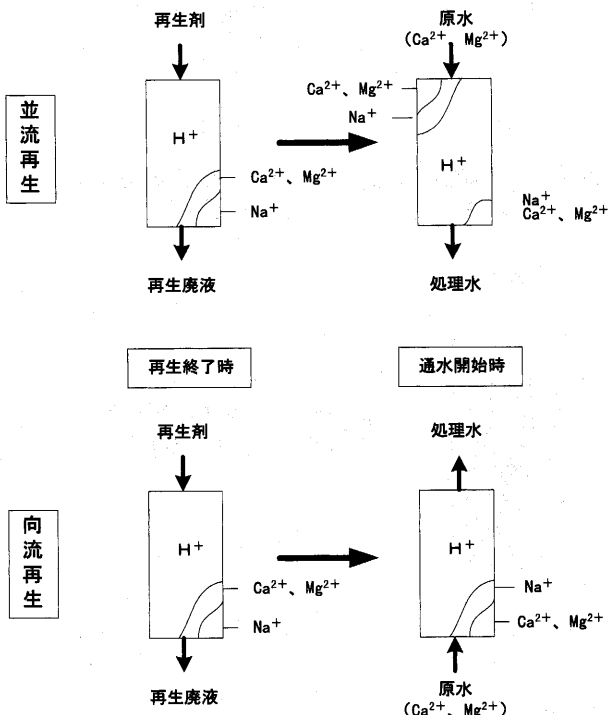 再生剤
原水
(Ca²⁺ Mg²⁺)
並流再生
H⁺
Ca²⁺、Mg²⁺
Na⁺
再生廃液
Ca²⁺、Mg²⁺
Na⁺
H⁺
Na⁺
Ca²⁺、Mg²⁺
処理水
再生終了時
通水開始時
再生剤
処理水
向流再生
H⁺
Ca²⁺、Mg²⁺
Na⁺
再生廃液
H⁺
Na⁺
Ca²⁺、Mg²⁺
原水
(Ca²⁺、Mg²⁺)